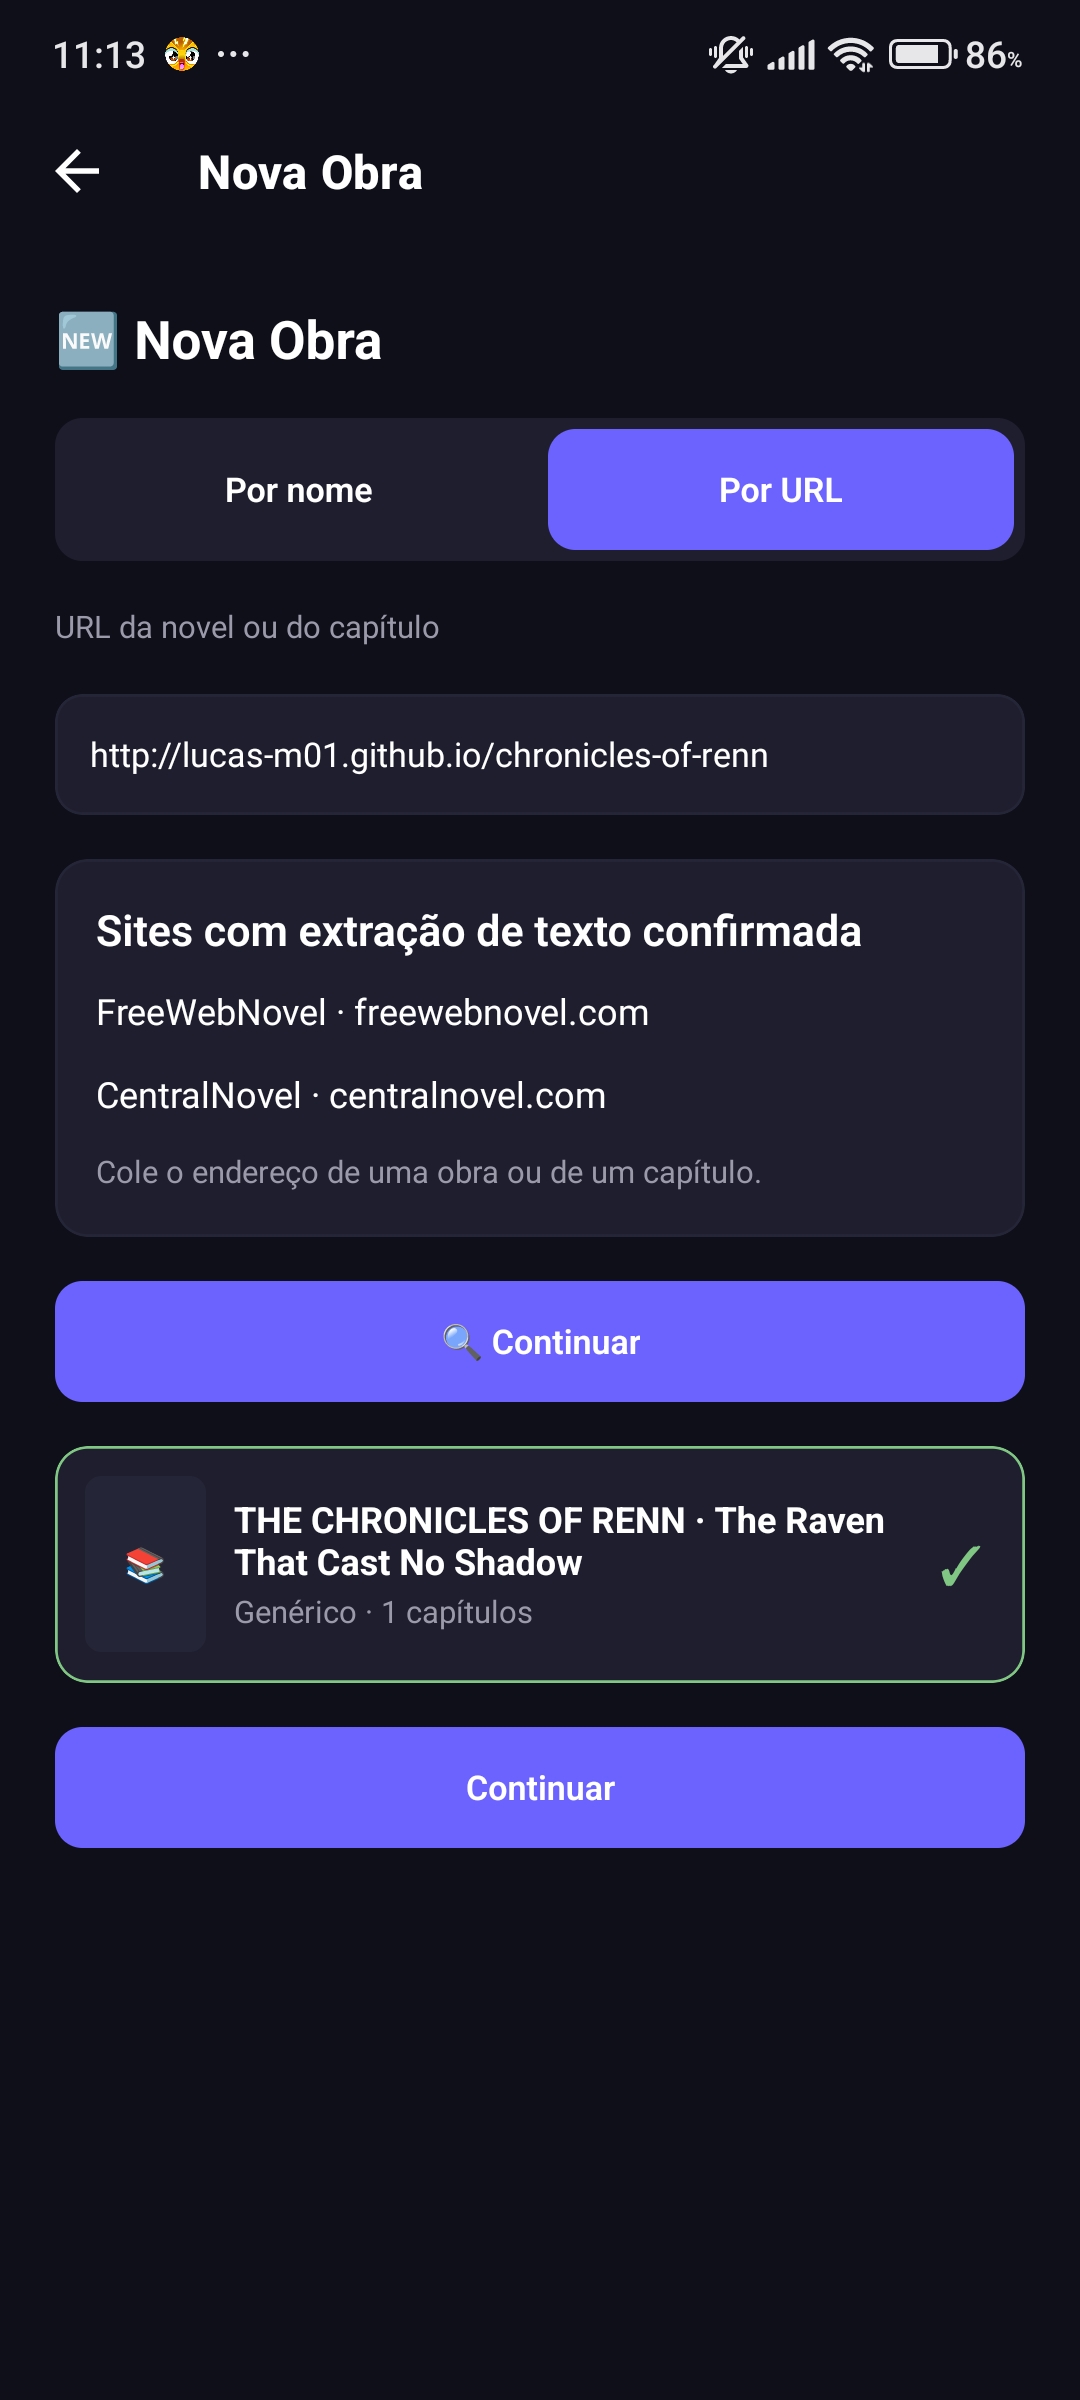 11:13 ...
86%
Nova Obra
NEW Nova Obra
Por nome
Por URL
URL da novel ou do capítulo
http://lucas-m01.github.io/chronicles-of-renn
Sites com extração de texto confirmada
FreeWebNovel · freewebnovel.com
CentralNovel · centralnovel.com
Cole o endereço de uma obra ou de um capítulo.
Continuar
THE CHRONICLES OF RENN · The Raven
That Cast No Shadow
Genérico · 1 capítulos
Continuar